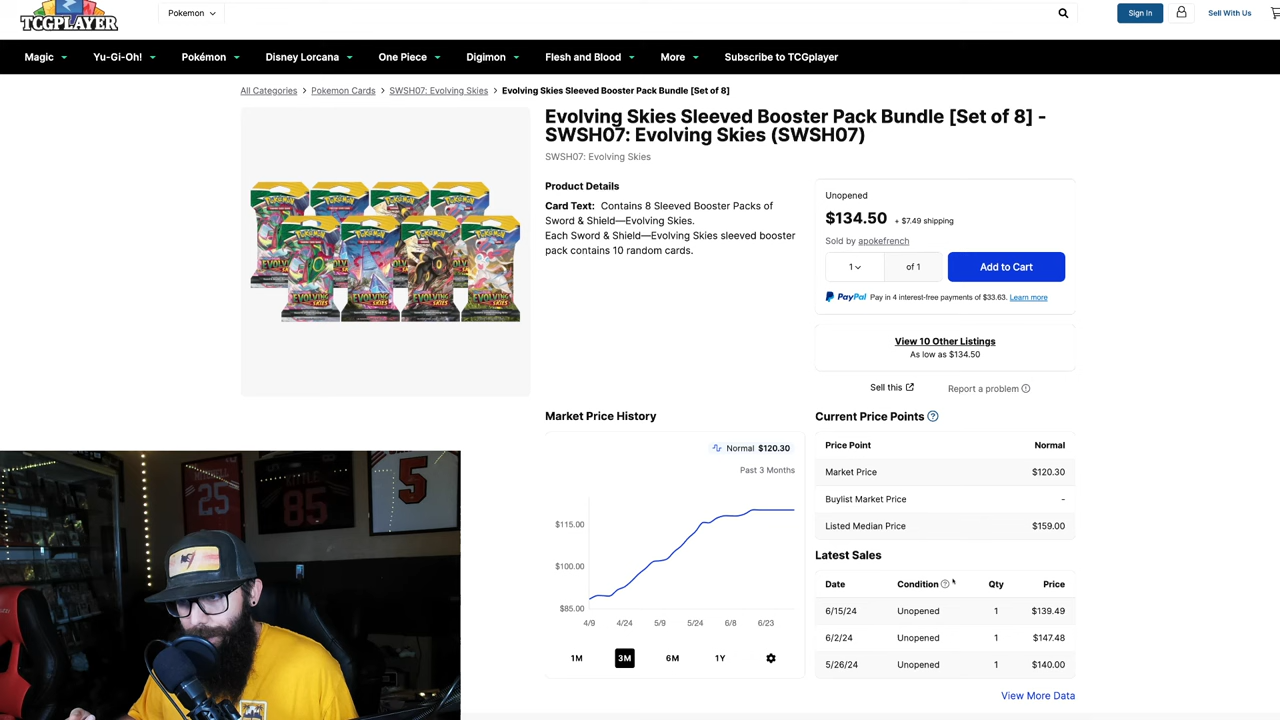 TCGPLAYER
Pokemon
Sign In
Sell With Us
Magic
Yu-Gi-Oh!
Pokémon
Disney Lorcana
One Piece
Digimon
Flesh and Blood
More
Subscribe to TCGplayer
All Categories > Pokemon Cards > SWSH07: Evolving Skies > Evolving Skies Sleeved Booster Pack Bundle [Set of 8]
Evolving Skies Sleeved Booster Pack Bundle [Set of 8] -
SWSH07: Evolving Skies (SWSH07)
SWSH07: Evolving Skies
Product Details
Card Text: Contains 8 Sleeved Booster Packs of
Sword & Shield—Evolving Skies.
Each Sword & Shield—Evolving Skies sleeved booster
pack contains 10 random cards.
Unopened
$134.50 + $7.49 shipping
Sold by apokefrench
1 of 1
Add to Cart
PayPal Pay in 4 interest-free payments of $33.63. Learn more
View 10 Other Listings
As low as $134.50
Sell this
Report a problem
Market Price History
Normal $120.30
Past 3 Months
$115.00
$100.00
$85.00
4/9 4/24 5/9 5/24 6/8 6/23
1M 3M 6M 1Y
Current Price Points
Price Point Normal
Market Price $120.30
Buylist Market Price -
Listed Median Price $159.00
Latest Sales
Date Condition Qty Price
6/15/24 Unopened 1 $139.49
6/2/24 Unopened 1 $147.48
5/26/24 Unopened 1 $140.00
View More Data
25
85
5